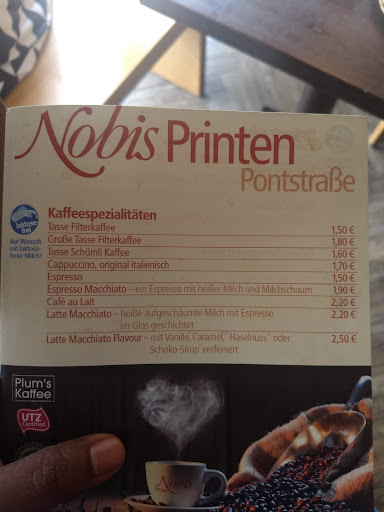 Nobis Printen
Pontstraße
Kaffeespezialitäten
Tasse Filterkaffee 1,50 €
Große Tasse Filterkaffee 1,80 €
Tasse Schümli Kaffee 1,60 €
Cappuccino, original italienisch 1,70 €
Espresso 1,50 €
Espresso Macchiato – ein Espresso mit heißer Milch und Milchschaum 1,90 €
Café au Lait 2,20 €
Latte Macchiato – heiße aufgeschäumte Milch mit Espresso 2,20 €
im Glas geschichtet
Latte Macchiato Flavour – mit Vanille, Caramel, Haselnuss oder 2,50 €
Schoko-Sirup verfeinert
laktose-
frei
Auf Wunsch
mit laktose-
freier Milch!
Plum's
Kaffee
UTZ
Certified
Nobis